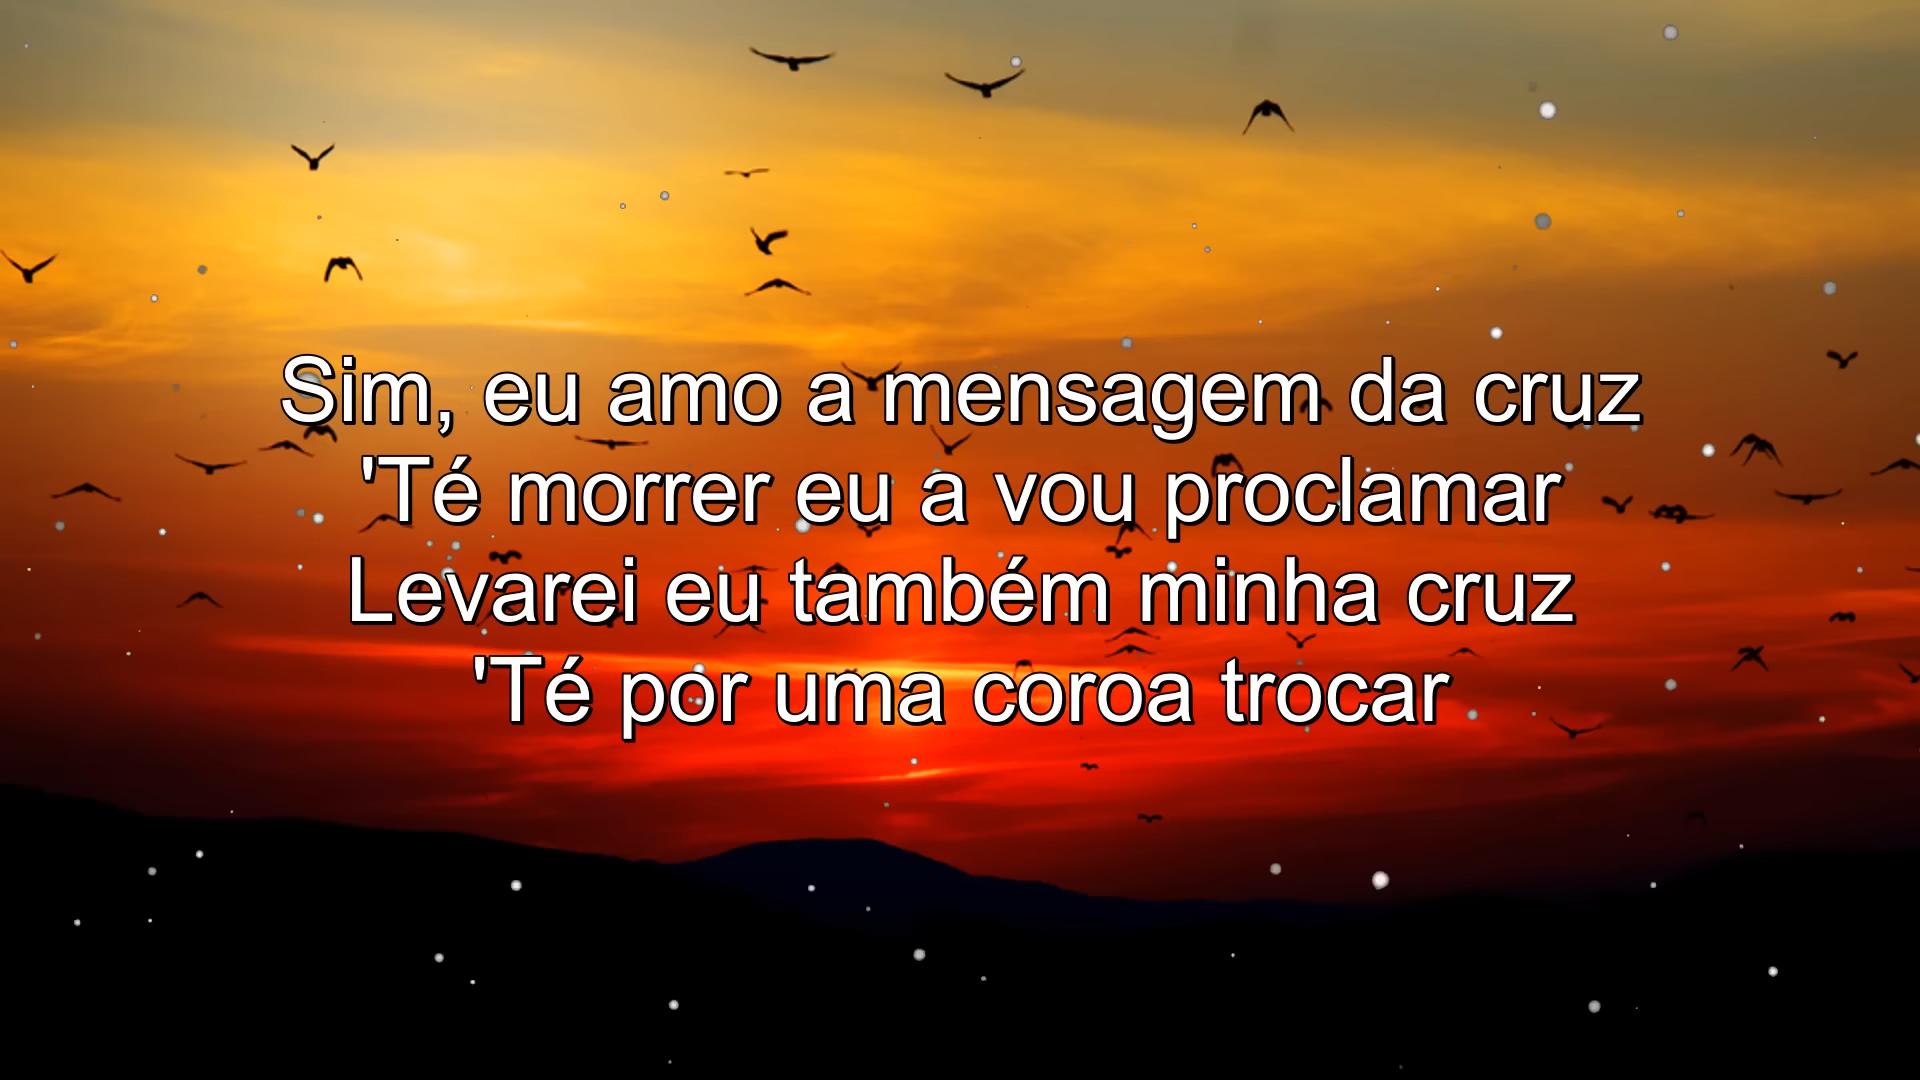 Sim, eu amo a mensagem da cruz
'Té morrer eu a vou proclamar
Levarei eu também minha cruz
'Té por uma coroa trocar